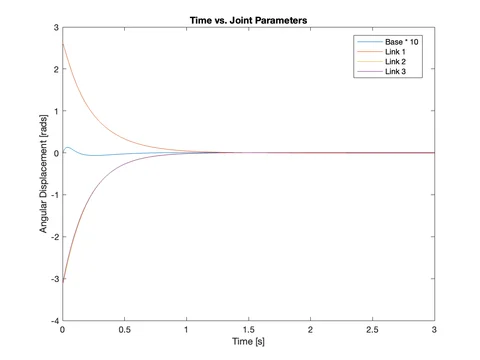 Time vs. Joint Parameters
3
2
1
0
-1
-2
-3
-4
Angular Displacement [rads]
Base * 10
Link 1
Link 2
Link 3
0 0.5 1 1.5 2 2.5 3
Time [s]